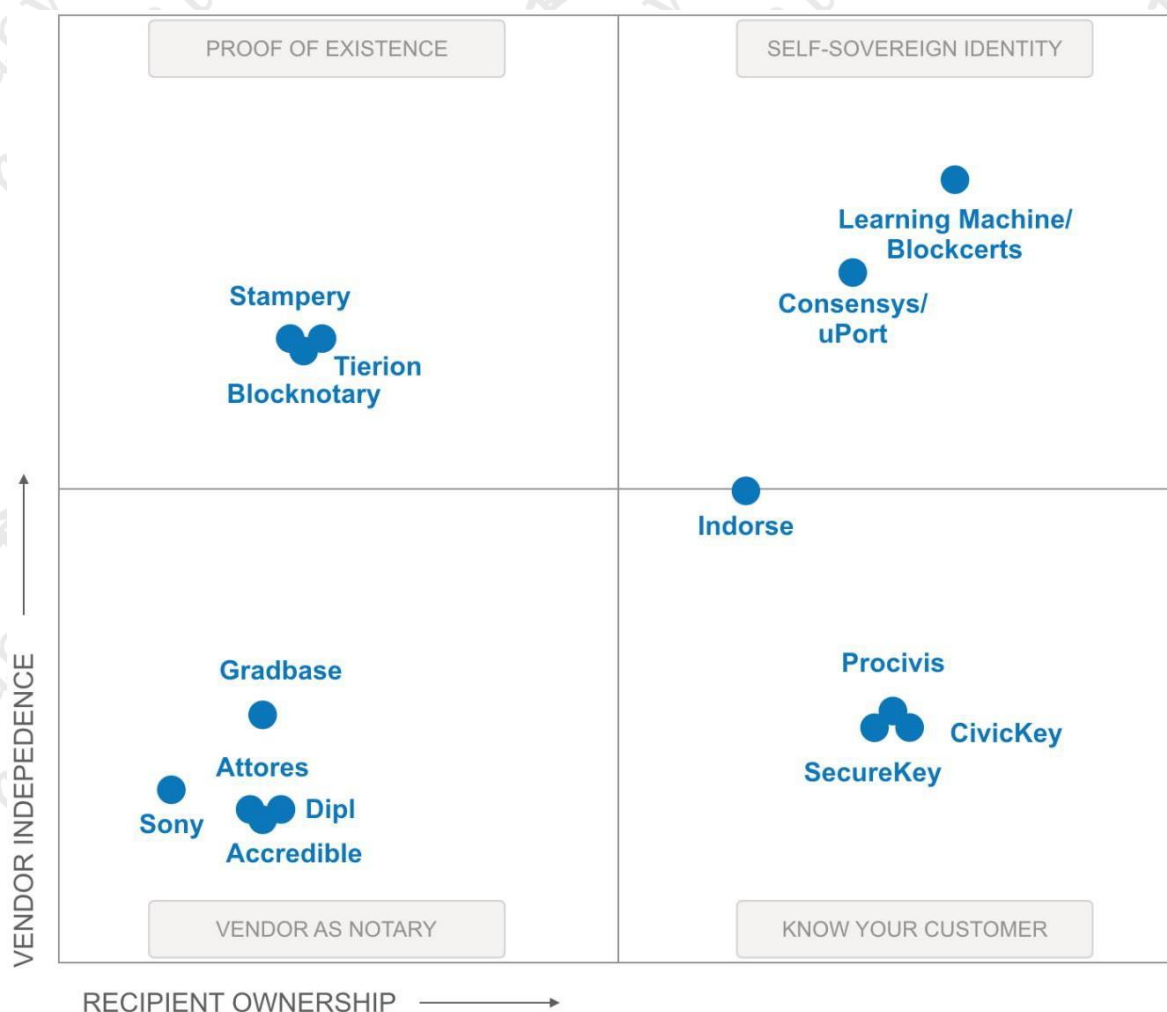 PROOF OF EXISTENCE
SELF-SOVEREIGN IDENTITY
Learning Machine/
Blockcerts
Consensys/
uPort
Stampery
Tierion
Blocknotary
Indorse
Gradbase
Attores
Sony
Dipl
Accredible
Procivis
CivicKey
SecureKey
VENDOR AS NOTARY
KNOW YOUR CUSTOMER
VENDOR INDEPEDENCE
RECIPIENT OWNERSHIP